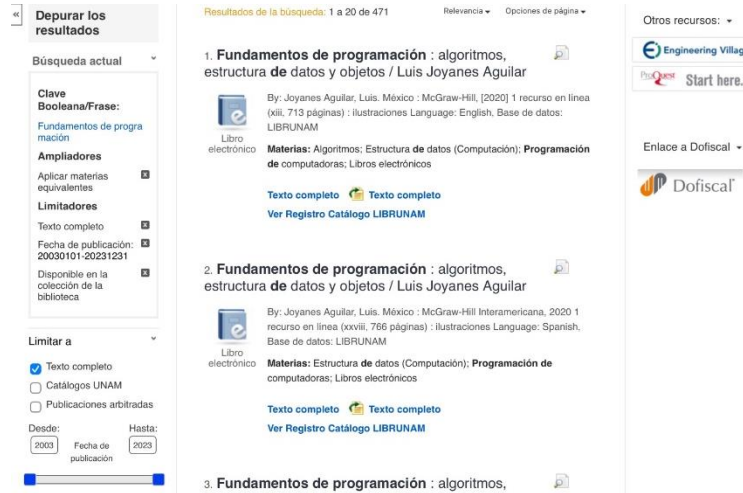 «
Depurar los
resultados
Búsqueda actual
Clave
Booleana/Frase:
Fundamentos de progra
mación
Ampliadores
Aplicar materias
equivalentes
Limitadores
Texto completo
Fecha de publicación:
20030101-20231231
Disponible en la
colección de la
biblioteca
Limitar a
Texto completo
Catálogos UNAM
Publicaciones arbitradas
Desde:
Hasta:
2003
Fecha de
publicación
2023
Resultados de la búsqueda: 1 a 20 de 471
Relevancia
Opciones de página
1. Fundamentos de programación : algoritmos,
estructura de datos y objetos / Luis Joyanes Aguilar
Libro
electrónico
By: Joyanes Aguilar, Luis. México : McGraw-Hill, [2020] 1 recurso en línea
(xiii, 713 páginas) : ilustraciones Language: English, Base de datos:
LIBRUNAM
Materias: Algoritmos; Estructura de datos (Computación); Programación
de computadoras; Libros electrónicos
Texto completo Texto completo
Ver Registro Catálogo LIBRUNAM
2. Fundamentos de programación : algoritmos,
estructura de datos y objetos / Luis Joyanes Aguilar
Libro
electrónico
By: Joyanes Aguilar, Luis. México : McGraw-Hill Interamericana, 2020 1
recurso en línea (xxviii, 766 páginas) : ilustraciones Language: Spanish,
Base de datos: LIBRUNAM
Materias: Estructura de datos (Computación); Programación de
computadoras; Libros electrónicos
Texto completo Texto completo
Ver Registro Catálogo LIBRUNAM
3. Fundamentos de programación : algoritmos,
Otros recursos:
Engineering Villag
ProQuest Start here.
Enlace a Dofiscal
Dofiscal